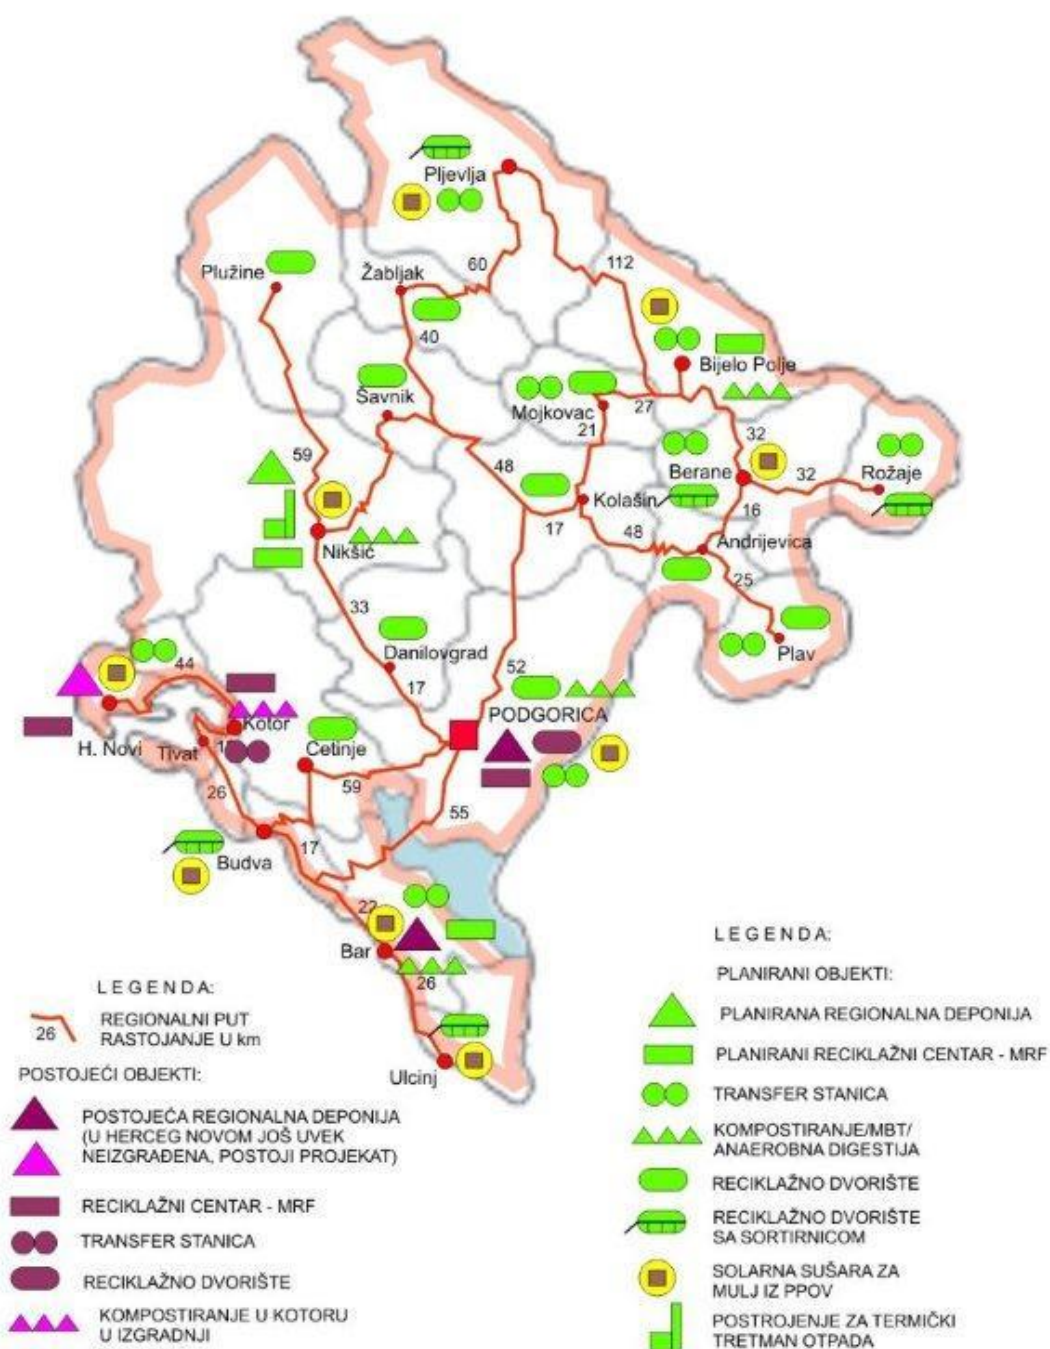 Pljevlja
60
112
Plužine
Žabljak
40
Bijelo Polje
Šavnik
Mojkovac
27
21
32
59
48
Berane
32
Rožaje
Kolašin
17
16
48
Nikšić
Andrijevica
25
33
Danilovgrad
Plav
44
17
52
PODGORICA
Kotor
H. Novi
Tivat
Cetinje
26
59
55
17
Budva
22
Bar
26
Ulcinj
LEGENDA:
26
REGIONALNI PUT
RASTOJANJE U km
POSTOJEĆI OBJEKTI:
POSTOJEĆA REGIONALNA DEPONIJA
(U HERCEG NOVOM JOŠ UVEK
NEIZGRAĐENA, POSTOJI PROJEKAT)
RECIKLAŽNI CENTAR - MRF
TRANSFER STANICA
RECIKLAŽNO DVORIŠTE
KOMPOSTIRANJE U KOTORU
U IZGRADNJI
LEGENDA:
PLANIRANI OBJEKTI:
PLANIRANA REGIONALNA DEPONIJA
PLANIRANI RECIKLAŽNI CENTAR - MRF
TRANSFER STANICA
KOMPOSTIRANJE/MBT/
ANAEROBNA DIGESTIJA
RECIKLAŽNO DVORIŠTE
RECIKLAŽNO DVORIŠTE
SA SORTIRNICOM
SOLARNA SUŠARA ZA
MULJ IZ PPOV
POSTROJENJE ZA TERMIČKI
TRETMAN OTPADA